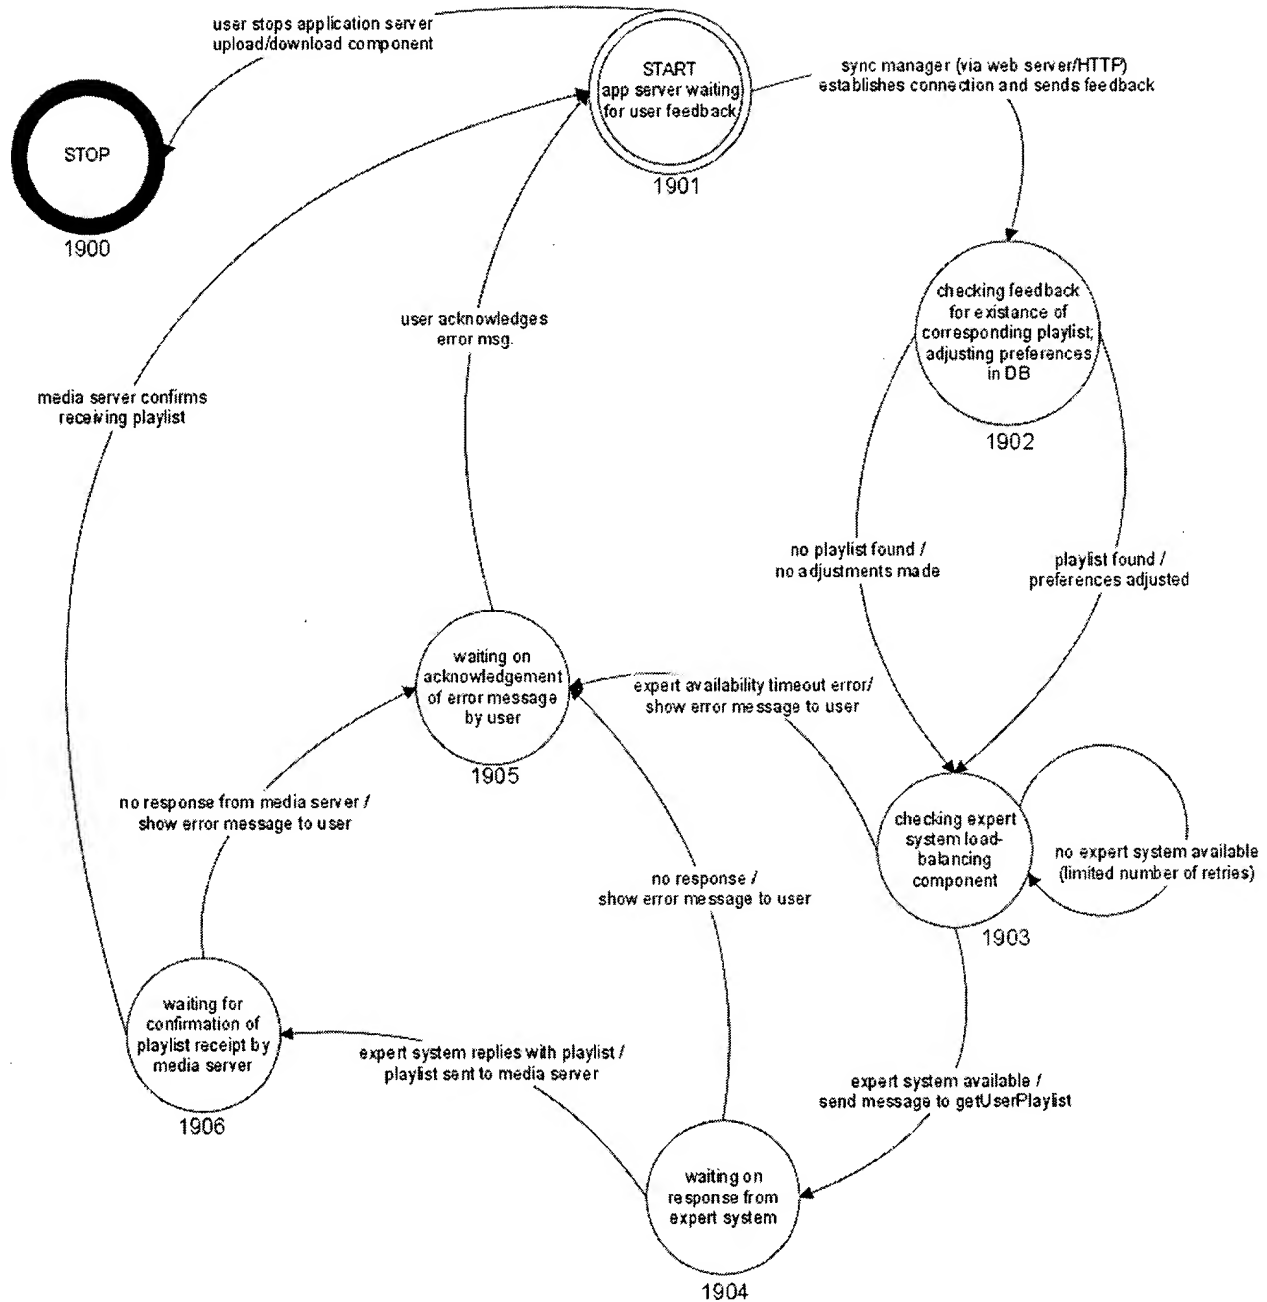 user stops application server
upload/download component
START
app server waiting
for user feedback
1901
sync manager (via web server/HTTP)
establishes connection and sends feedback
STOP
1900
checking feedback
for existance of
corresponding playlist;
adjusting preferences
in DB
1902
user acknowledges
error msg.
media server confirms
receiving playlist
no playlist found /
no adjustments made
playlist found /
preferences adjusted
waiting on
acknowledgement
of error message
by user
1905
expert availability timeout error/
show error message to user
no response from media server /
show error message to user
checking expert
system load-
balancing
component
1903
no expert system available
(limited number of retries)
no response /
show error message to user
waiting for
confirmation of
playlist receipt by
media server
1906
expert system replies with playlist /
playlist sent to media server
expert system available /
send message to getUserPlaylist
waiting on
response from
expert system
1904